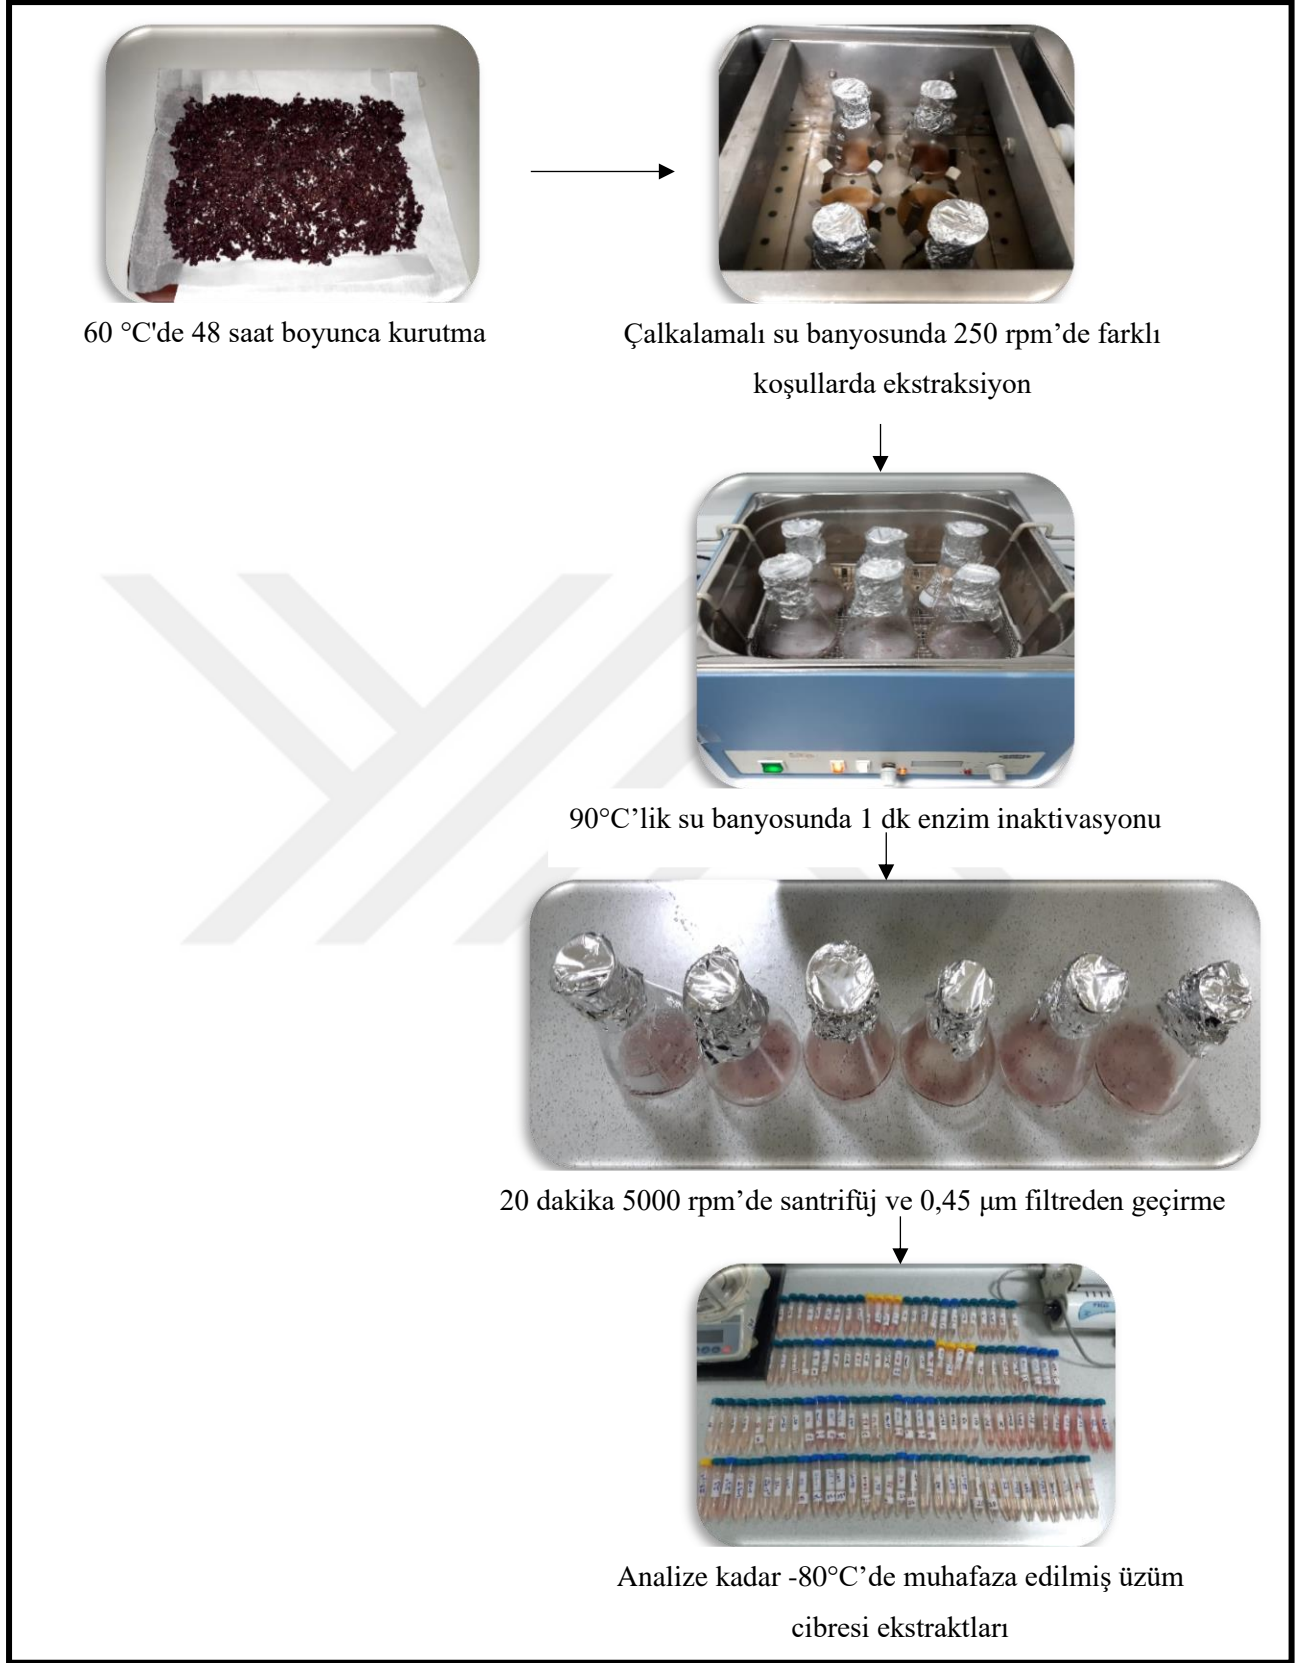 60 °C'de 48 saat boyunca kurutma
Çalkalamalı su banyosunda 250 rpm’de farklı
koşullarda ekstraksiyon
90°C’lik su banyosunda 1 dk enzim inaktivasyonu
20 dakika 5000 rpm’de santrifüj ve 0,45 µm filtreden geçirme
Analize kadar -80°C’de muhafaza edilmiş üzüm
cibresi ekstraktları